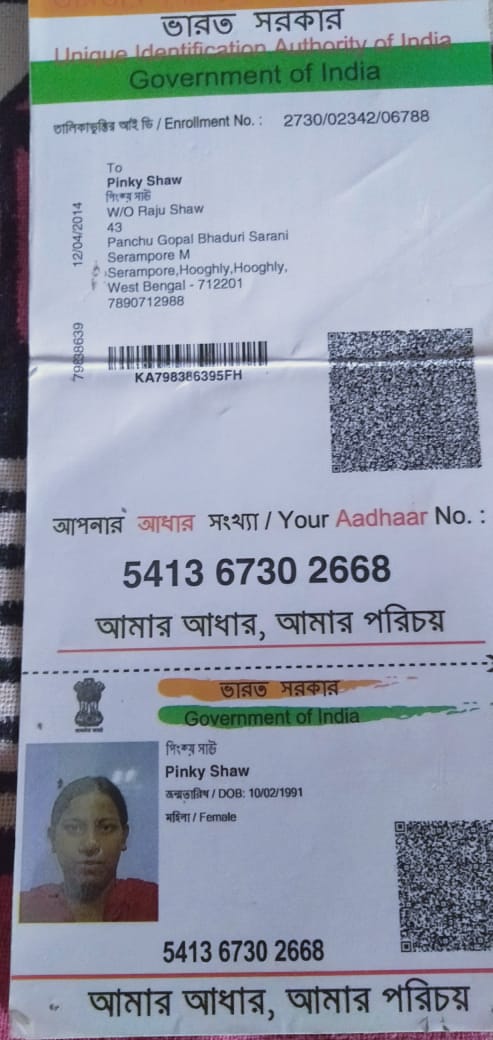 ভারত সরকার
Unique Identification Authority of India
Government of India
তালিকাভুক্তির আই ডি / Enrollment No. : 2730/02342/06788
To
Pinky Shaw
পিংকয় সাউ
W/O Raju Shaw
43
Panchu Gopal Bhaduri Sarani
Serampore M
Serampore,Hooghly,Hooghly,
West Bengal - 712201
7890712988
12/04/2014
79838639
KA798386395FH
আপনার আধার সংখ্যা / Your Aadhaar No. :
5413 6730 2668
আমার আধার, আমার পরিচয়
ভারত সরকার
Government of India
পিংকয় সাউ
Pinky Shaw
জন্মতারিখ / DOB: 10/02/1991
মহিলা / Female
5413 6730 2668
আমার আধার, আমার পরিচয়